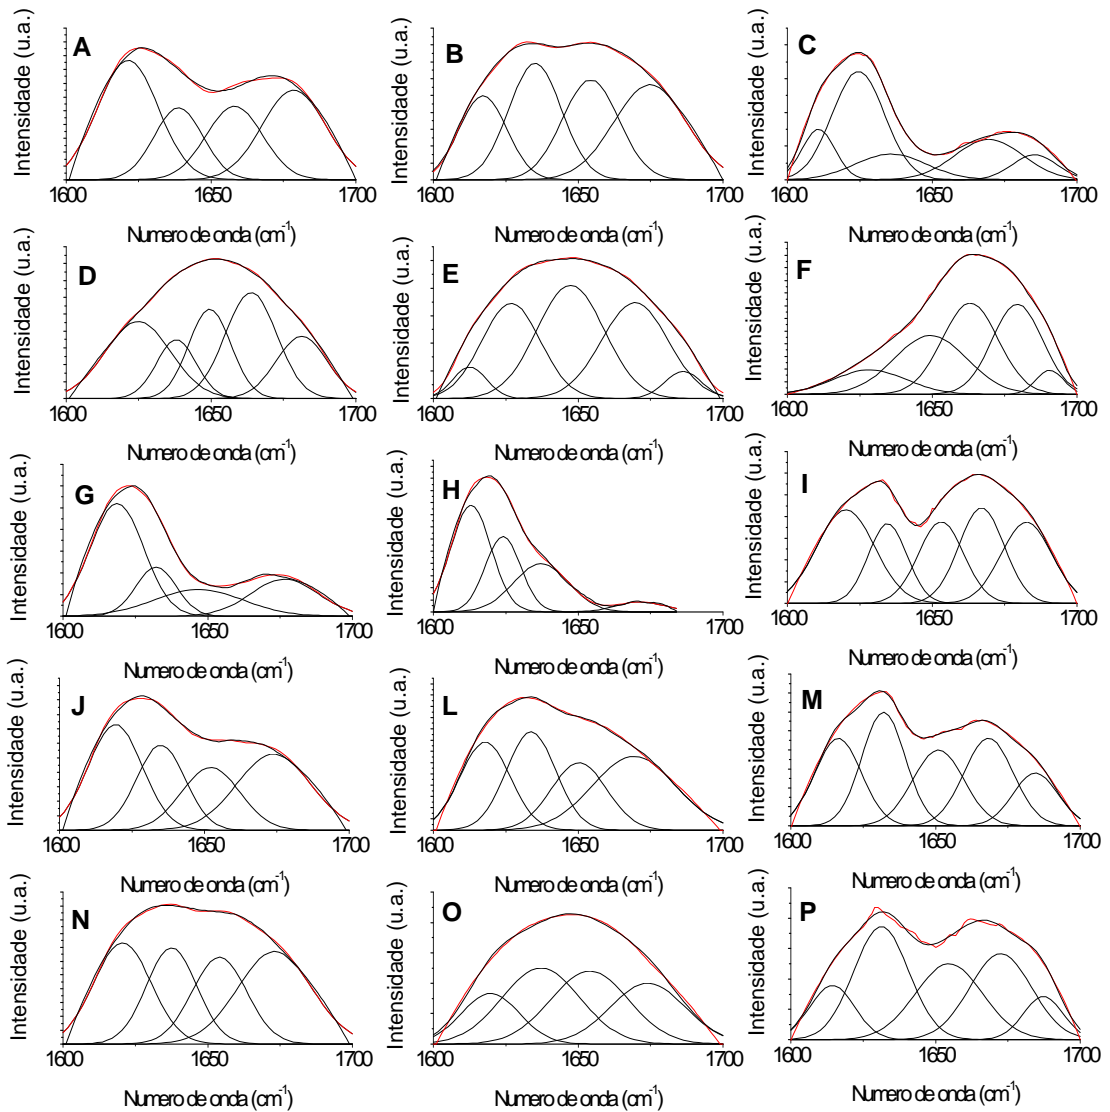 A
Intensidade (u.a.)
1600
1650
1700
Numero de onda (cm-1)
B
Intensidade (u.a.)
1600
1650
1700
Numero de onda (cm-1)
C
Intensidade (u.a.)
1600
1650
1700
Numero de onda (cm-1)
D
Intensidade (u.a.)
1600
1650
1700
Numero de onda (cm-1)
E
Intensidade (u.a.)
1600
1650
1700
Numero de onda (cm-1)
F
Intensidade (u.a.)
1600
1650
1700
Numero de onda (cm-1)
G
Intensidade (u.a.)
1600
1650
1700
Numero de onda (cm-1)
H
Intensidade (u.a.)
1600
1650
1700
Numero de onda (cm-1)
I
Intensidade (u.a.)
1600
1650
1700
Numero de onda (cm-1)
J
Intensidade (u.a.)
1600
1650
1700
Numero de onda (cm-1)
L
Intensidade (u.a.)
1600
1650
1700
Numero de onda (cm-1)
M
Intensidade (u.a.)
1600
1650
1700
Numero de onda (cm-1)
N
Intensidade (u.a.)
1600
1650
1700
Numero de onda (cm-1)
O
Intensidade (u.a.)
1600
1650
1700
Numero de onda (cm-1)
P
Intensidade (u.a.)
1600
1650
1700
Numero de onda (cm-1)